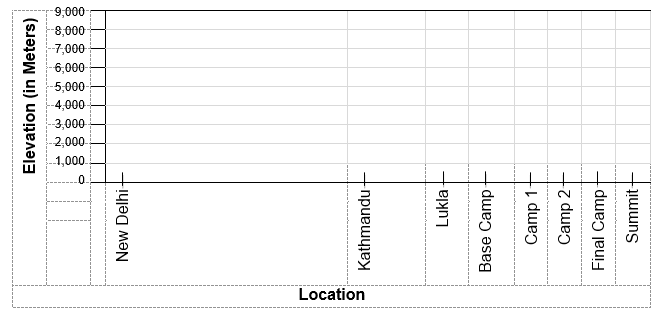 Elevation (in Meters)
9,000
8,000
7,000
6,000
5,000
4,000
3,000
2,000
1,000
0
New Delhi
Kathmandu
Lukla
Base Camp
Camp 1
Camp 2
Final Camp
Summit
Location